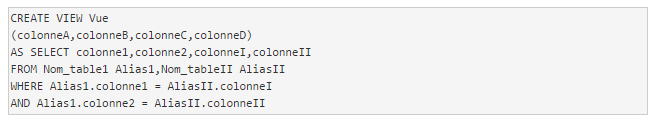 CREATE VIEW Vue
(colonneA,colonneB,colonneC,colonneD)
AS SELECT colonne1,colonne2,colonneI,colonneII
FROM Nom_table1 Alias1,Nom_tableII AliasII
WHERE Alias1.colonne1 = AliasII.colonneI
AND Alias1.colonne2 = AliasII.colonneII